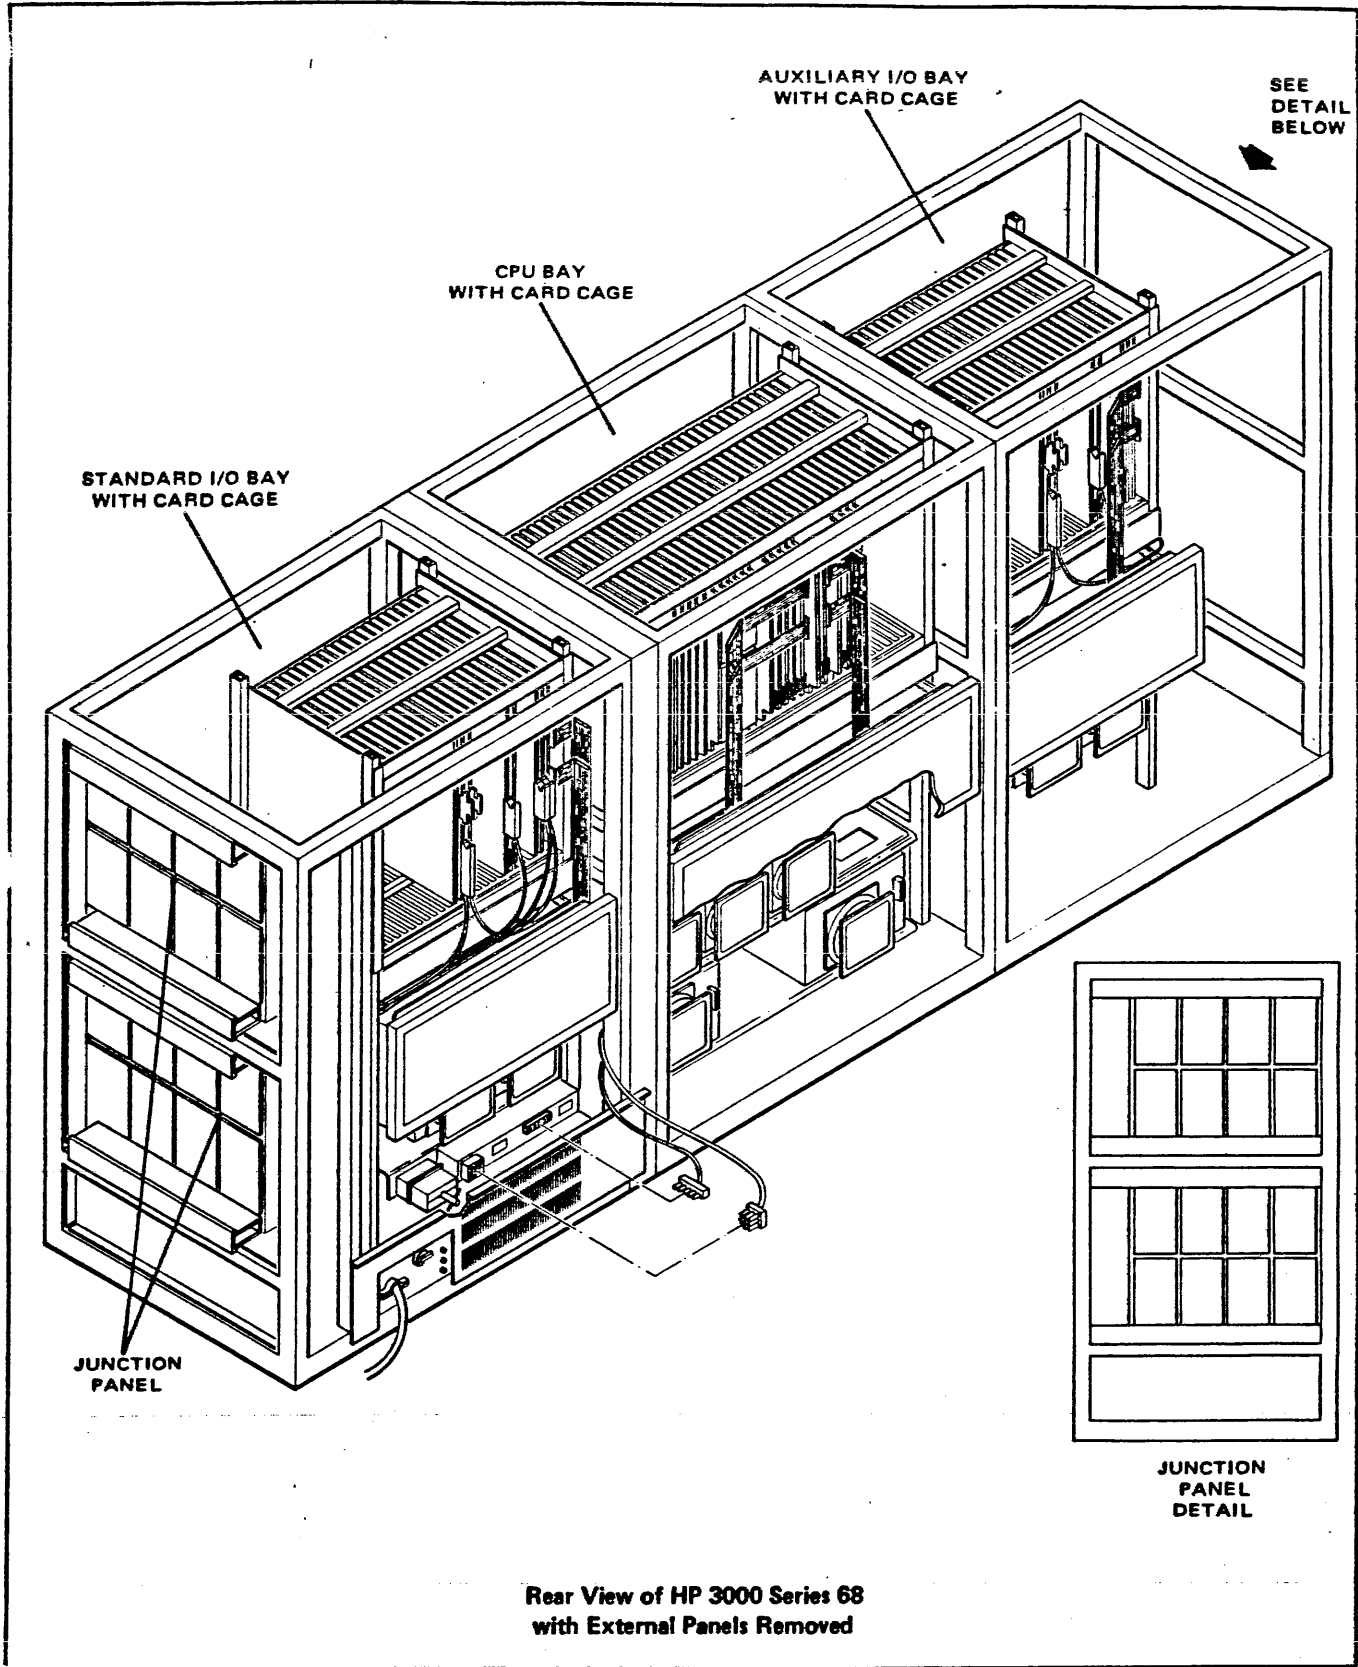 AUXILIARY I/O BAY
WITH CARD CAGE
SEE
DETAIL
BELOW
CPU BAY
WITH CARD CAGE
STANDARD I/O BAY
WITH CARD CAGE
JUNCTION
PANEL
JUNCTION
PANEL
DETAIL
Rear View of HP 3000 Series 68
with External Panels Removed